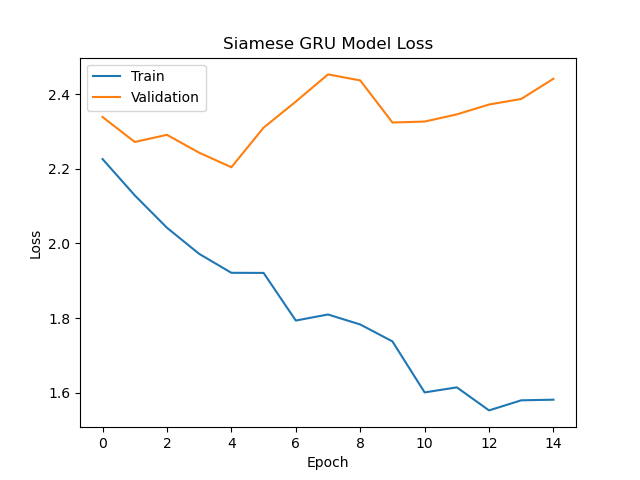 Siamese GRU Model Loss
Train
Validation
2.4
2.2
2.0
1.8
1.6
Loss
0 2 4 6 8 10 12 14
Epoch